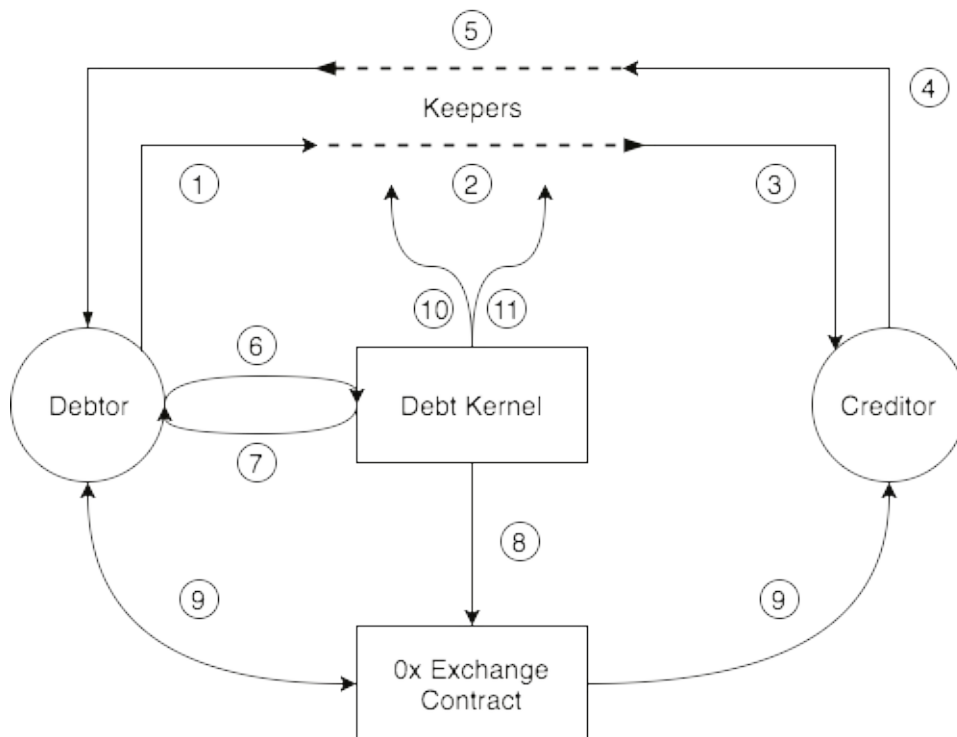 5
4
Keepers
1
2
3
10
11
6
Debtor
Debt Kernel
Creditor
7
8
9
9
0x Exchange
Contract